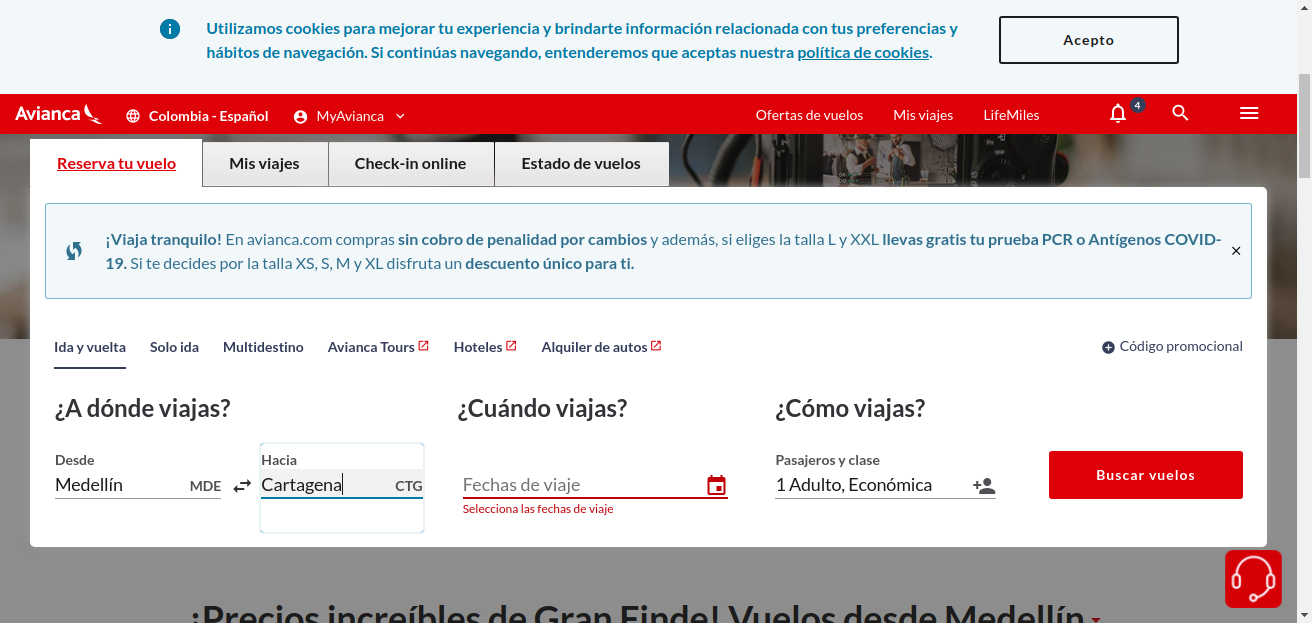 Utilizamos cookies para mejorar tu experiencia y brindarte información relacionada con tus preferencias y
hábitos de navegación. Si continúas navegando, entenderemos que aceptas nuestra política de cookies.
Acepto
Avianca
Colombia - Español
MyAvianca
Ofertas de vuelos
Mis viajes
LifeMiles
4
Reserva tu vuelo
Mis viajes
Check-in online
Estado de vuelos
¡Viaja tranquilo! En avianca.com compras sin cobro de penalidad por cambios y además, si eliges la talla L y XXL llevas gratis tu prueba PCR o Antígenos COVID-
19. Si te decides por la talla XS, S, M y XL disfruta un descuento único para ti.
Ida y vuelta
Solo ida
Multidestino
Avianca Tours
Hoteles
Alquiler de autos
Código promocional
¿A dónde viajas?
¿Cuándo viajas?
¿Cómo viajas?
Desde
Hacia
Pasajeros y clase
Medellín MDE
Cartagena CTG
Fechas de viaje
1 Adulto, Económica
Buscar vuelos
Selecciona las fechas de viaje
¡Precios increíbles de Gran Finde! Vuelos desde Medellín